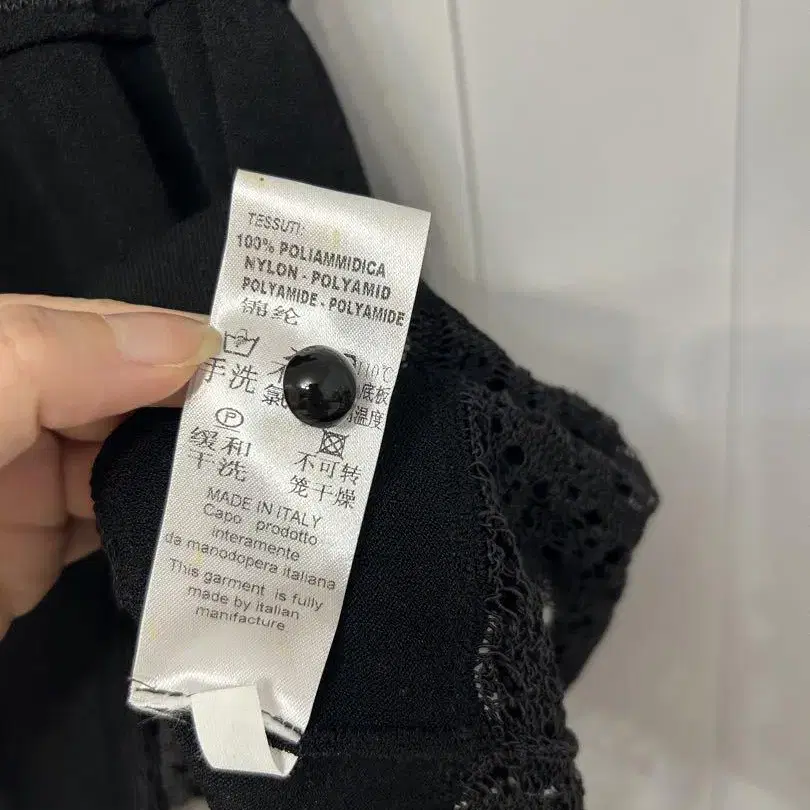 TESSUTI:
100% POLIAMMIDICA
NYLON - POLYAMID
POLYAMIDE - POLYAMIDE
锦纶
手洗
110℃
底板
温度
P
缓和
干洗
不可转
笼干燥
MADE IN ITALY
Capo prodotto
interamente
da manodopera italiana
This garment is fully
made by italian
manifacture